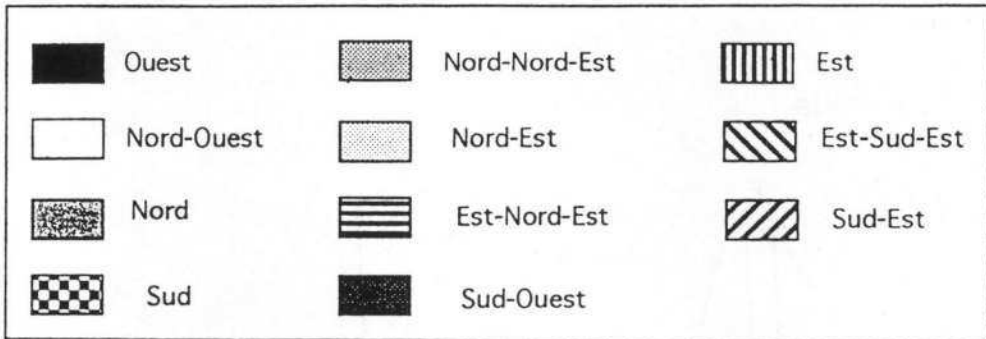 Ouest
Nord-Nord-Est
Est
Nord-Ouest
Nord-Est
Est-Sud-Est
Nord
Est-Nord-Est
Sud-Est
Sud
Sud-Ouest